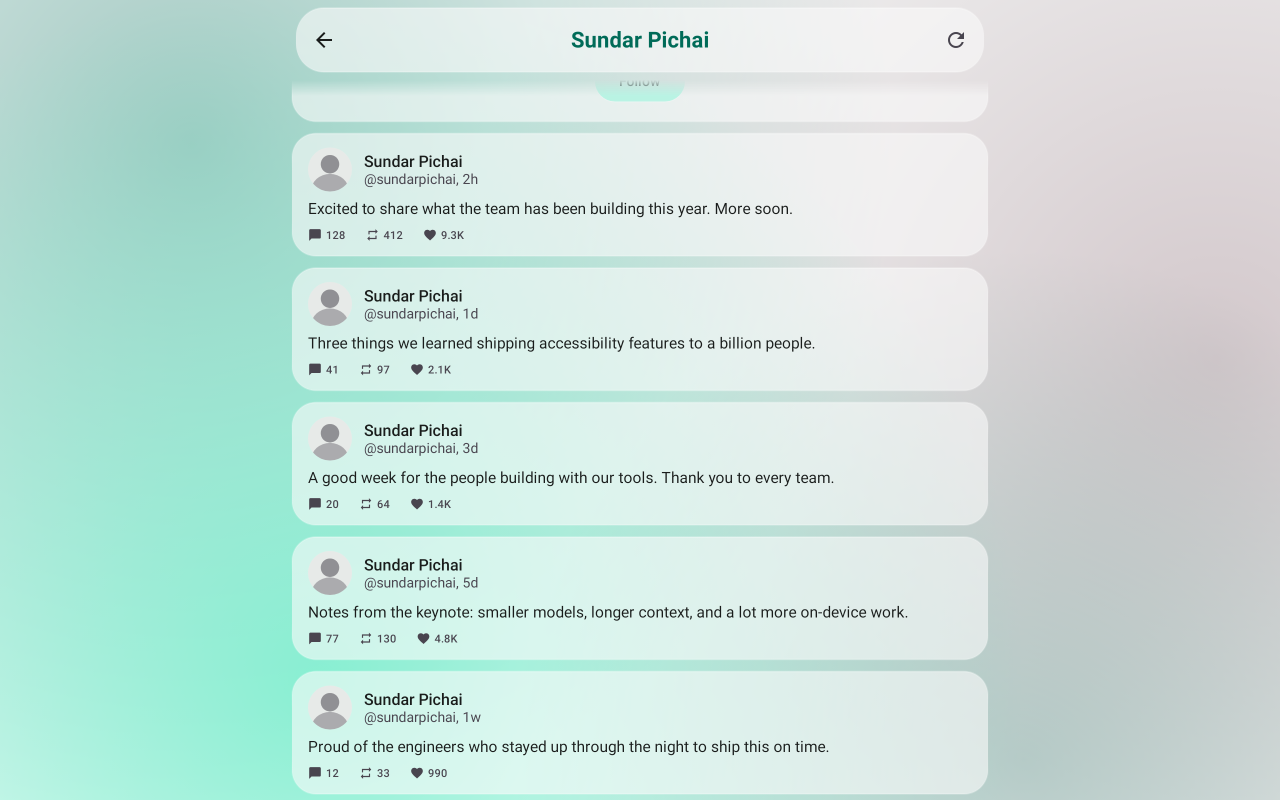 Sundar Pichai
Follow
Sundar Pichai
@sundarpichai, 2h
Excited to share what the team has been building this year. More soon.
128 412 9.3K
Sundar Pichai
@sundarpichai, 1d
Three things we learned shipping accessibility features to a billion people.
41 97 2.1K
Sundar Pichai
@sundarpichai, 3d
A good week for the people building with our tools. Thank you to every team.
20 64 1.4K
Sundar Pichai
@sundarpichai, 5d
Notes from the keynote: smaller models, longer context, and a lot more on-device work.
77 130 4.8K
Sundar Pichai
@sundarpichai, 1w
Proud of the engineers who stayed up through the night to ship this on time.
12 33 990